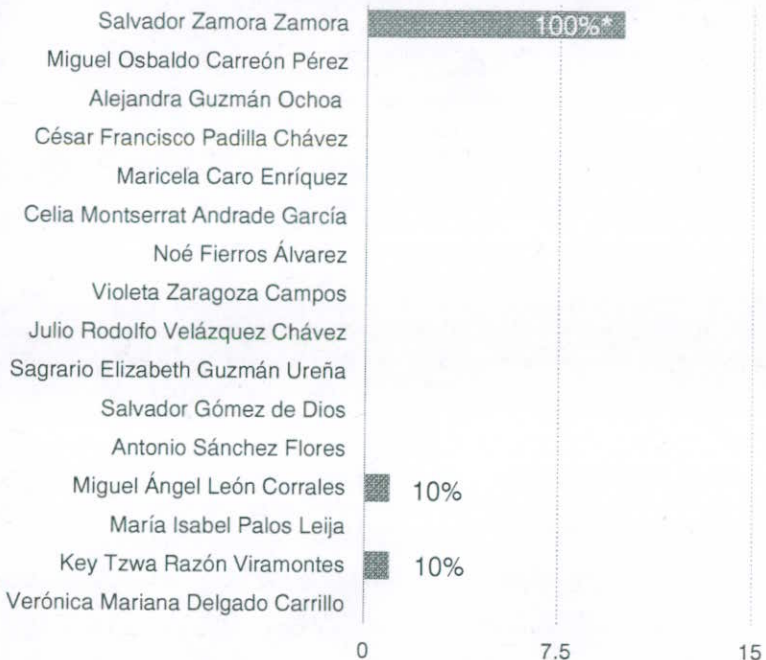 Salvador Zamora Zamora 100%*
Miguel Osbaldo Carreón Pérez
Alejandra Guzmán Ochoa
César Francisco Padilla Chávez
Maricela Caro Enríquez
Celia Montserrat Andrade García
Noé Fierros Álvarez
Violeta Zaragoza Campos
Julio Rodolfo Velázquez Chávez
Sagrario Elizabeth Guzmán Ureña
Salvador Gómez de Dios
Antonio Sánchez Flores
Miguel Ángel León Corrales 10%
María Isabel Palos Leija
Key Tzwa Razón Viramontes 10%
Verónica Mariana Delgado Carrillo
0 7.5 15